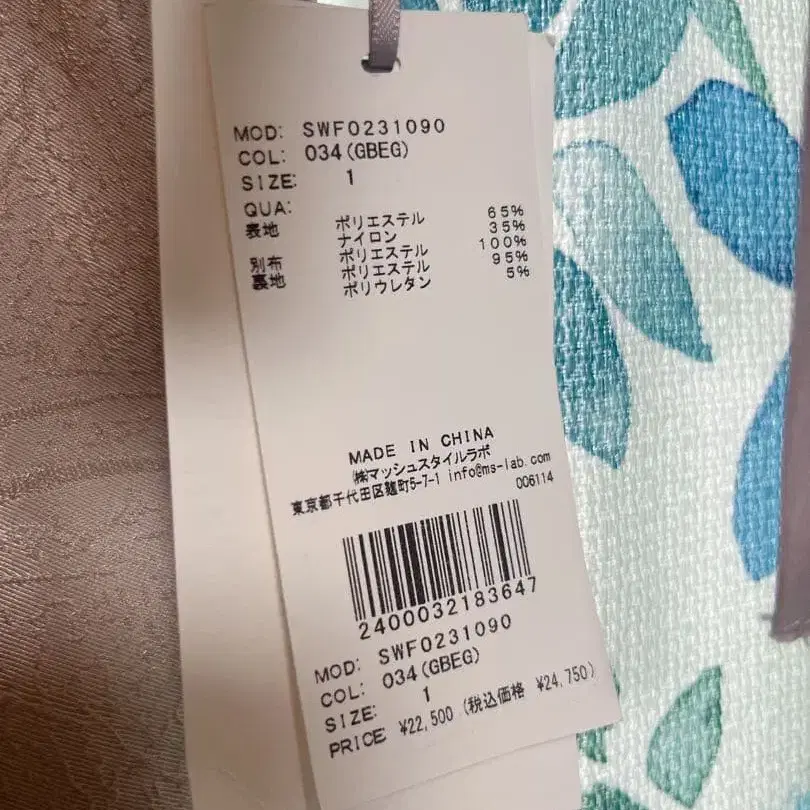 MOD: SWF0231090
COL: 034(GBEG)
SIZE: 1
QUA:
表地 ポリエステル 65%
ナイロン 35%
別布 ポリエステル 100%
裏地 ポリエステル 95%
ポリウレタン 5%
MADE IN CHINA
㈱マッシュスタイルラボ
東京都千代田区麹町5-7-1 info@ms-lab.com
006114
2400032183647
MOD: SWF0231090
COL: 034(GBEG)
SIZE: 1
PRICE: ¥22,500 (税込価格 ¥24,750)